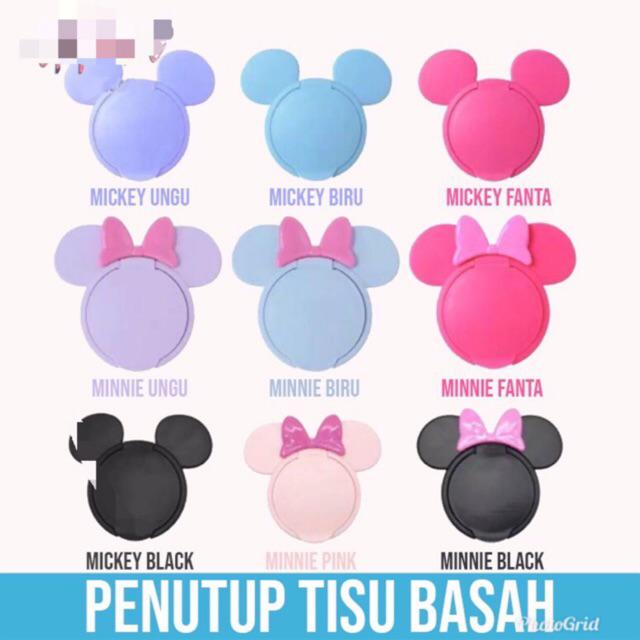 MICKEY UNGU
MICKEY BIRU
MICKEY FANTA
MINNIE UNGU
MINNIE BIRU
MINNIE FANTA
MICKEY BLACK
MINNIE PINK
MINNIE BLACK
PENUTUP TISU BASAH
PhotoGrid